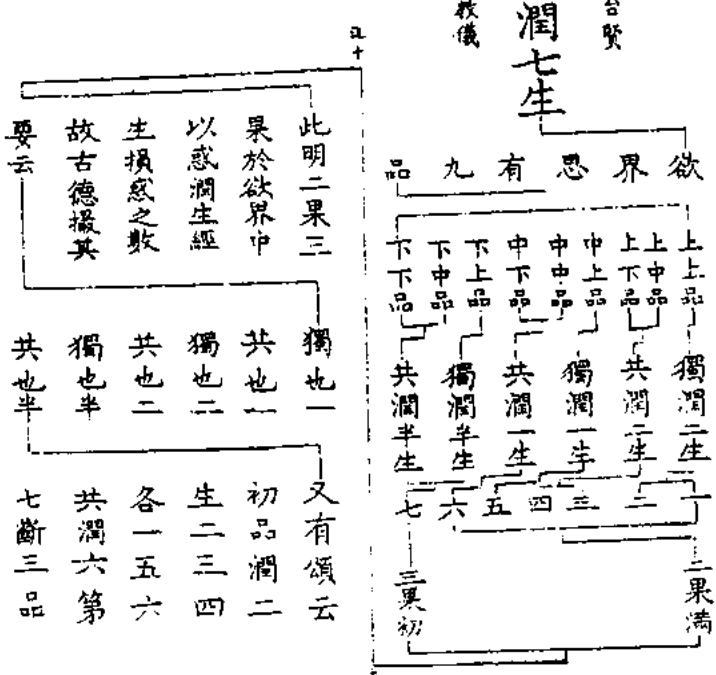 台賢
教儀
潤七生
欲界思有九品
上上品
上中品
上下品
中上品
中中品
中下品
下上品
下中品
下下品
獨潤二生
共潤二生
獨潤一生
共潤一生
獨潤半生
共潤半生
一
二
三
四
五
六
七
二果滿
三果初
此明二果三
果於欲界中
以惑潤生經
生損惑之數
故古德撮其
要云
獨也一
共也一
獨也二
共也二
獨也半
共也半
又有頌云
初品潤二
生二三四
各一五六
共潤六第
七斷三品